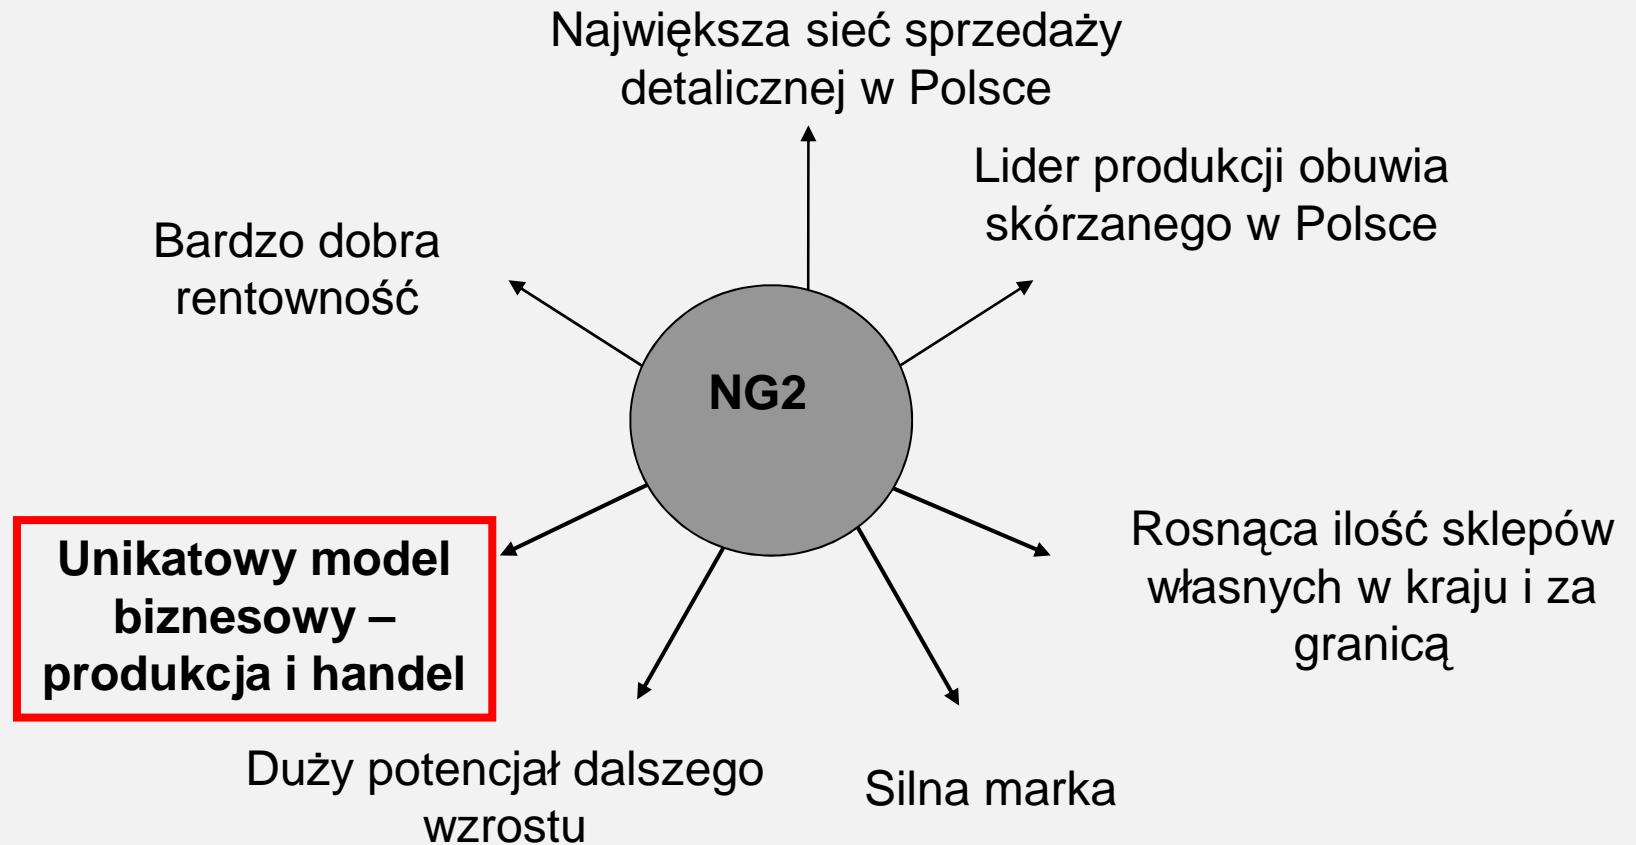 Największa sieć sprzedaży
detalicznej w Polsce
Lider produkcji obuwia
skórzanego w Polsce
Bardzo dobra
rentowność
NG2
Unikatowy model
biznesowy –
produkcja i handel
Rosnąca ilość sklepów
własnych w kraju i za
granicą
Duży potencjał dalszego
wzrostu
Silna marka